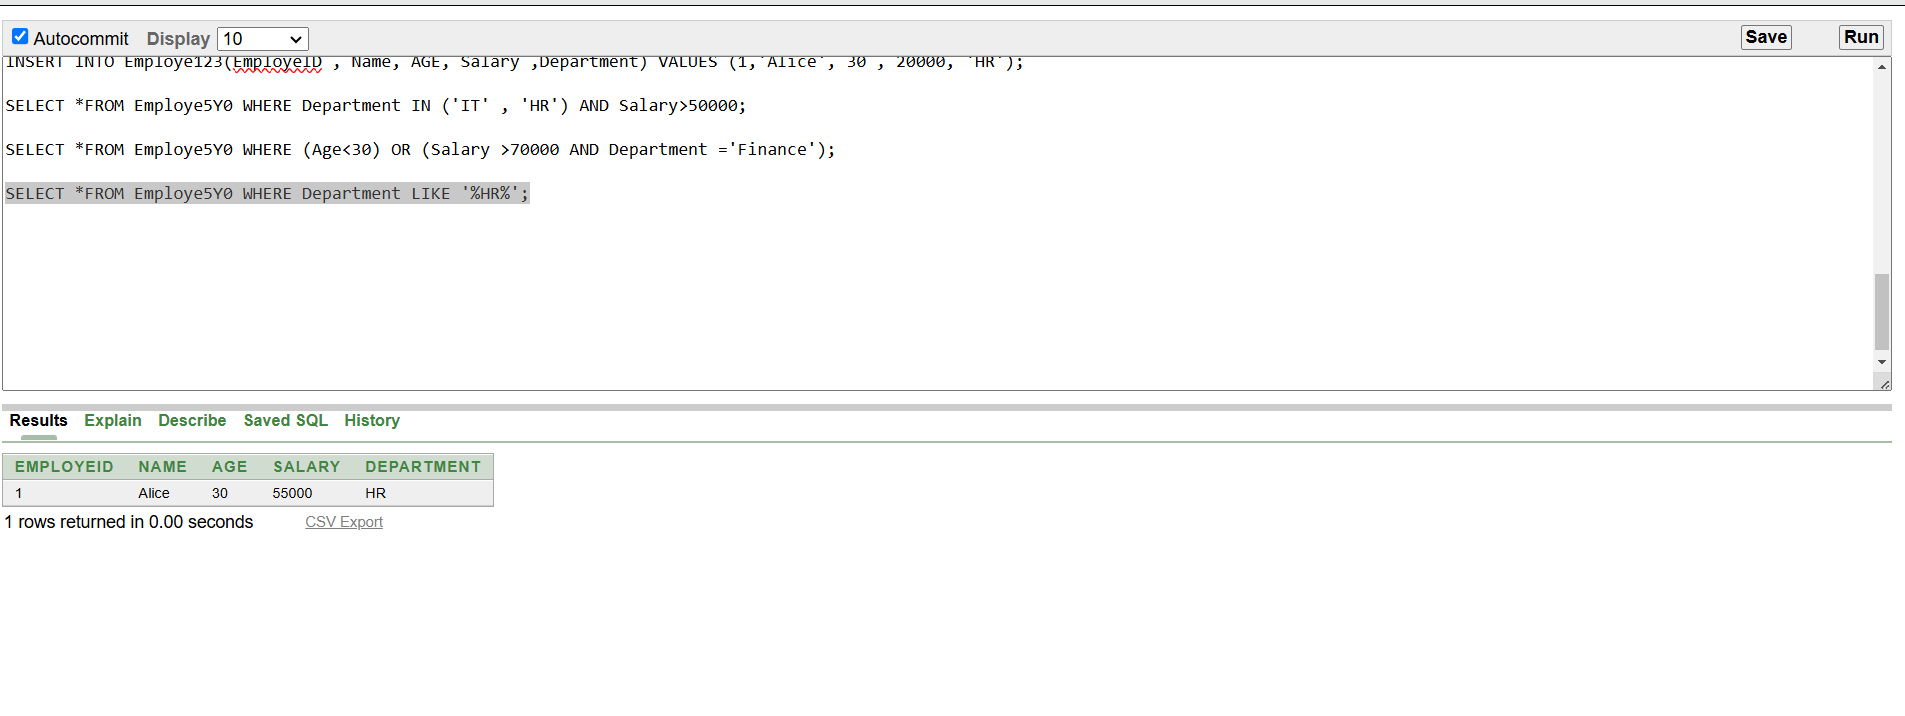 Autocommit Display 10 Save Run
INSERT INTO Employe123(EmployeID , Name, AGE, Salary ,Department) VALUES (1,'Alice', 30 , 20000, 'HR');
SELECT *FROM Employe5Y0 WHERE Department IN ('IT' , 'HR') AND Salary>50000;
SELECT *FROM Employe5Y0 WHERE (Age<30) OR (Salary >70000 AND Department ='Finance');
SELECT *FROM Employe5Y0 WHERE Department LIKE '%HR%';
Results Explain Describe Saved SQL History
EMPLOYEID NAME AGE SALARY DEPARTMENT
1 Alice 30 55000 HR
1 rows returned in 0.00 seconds CSV Export